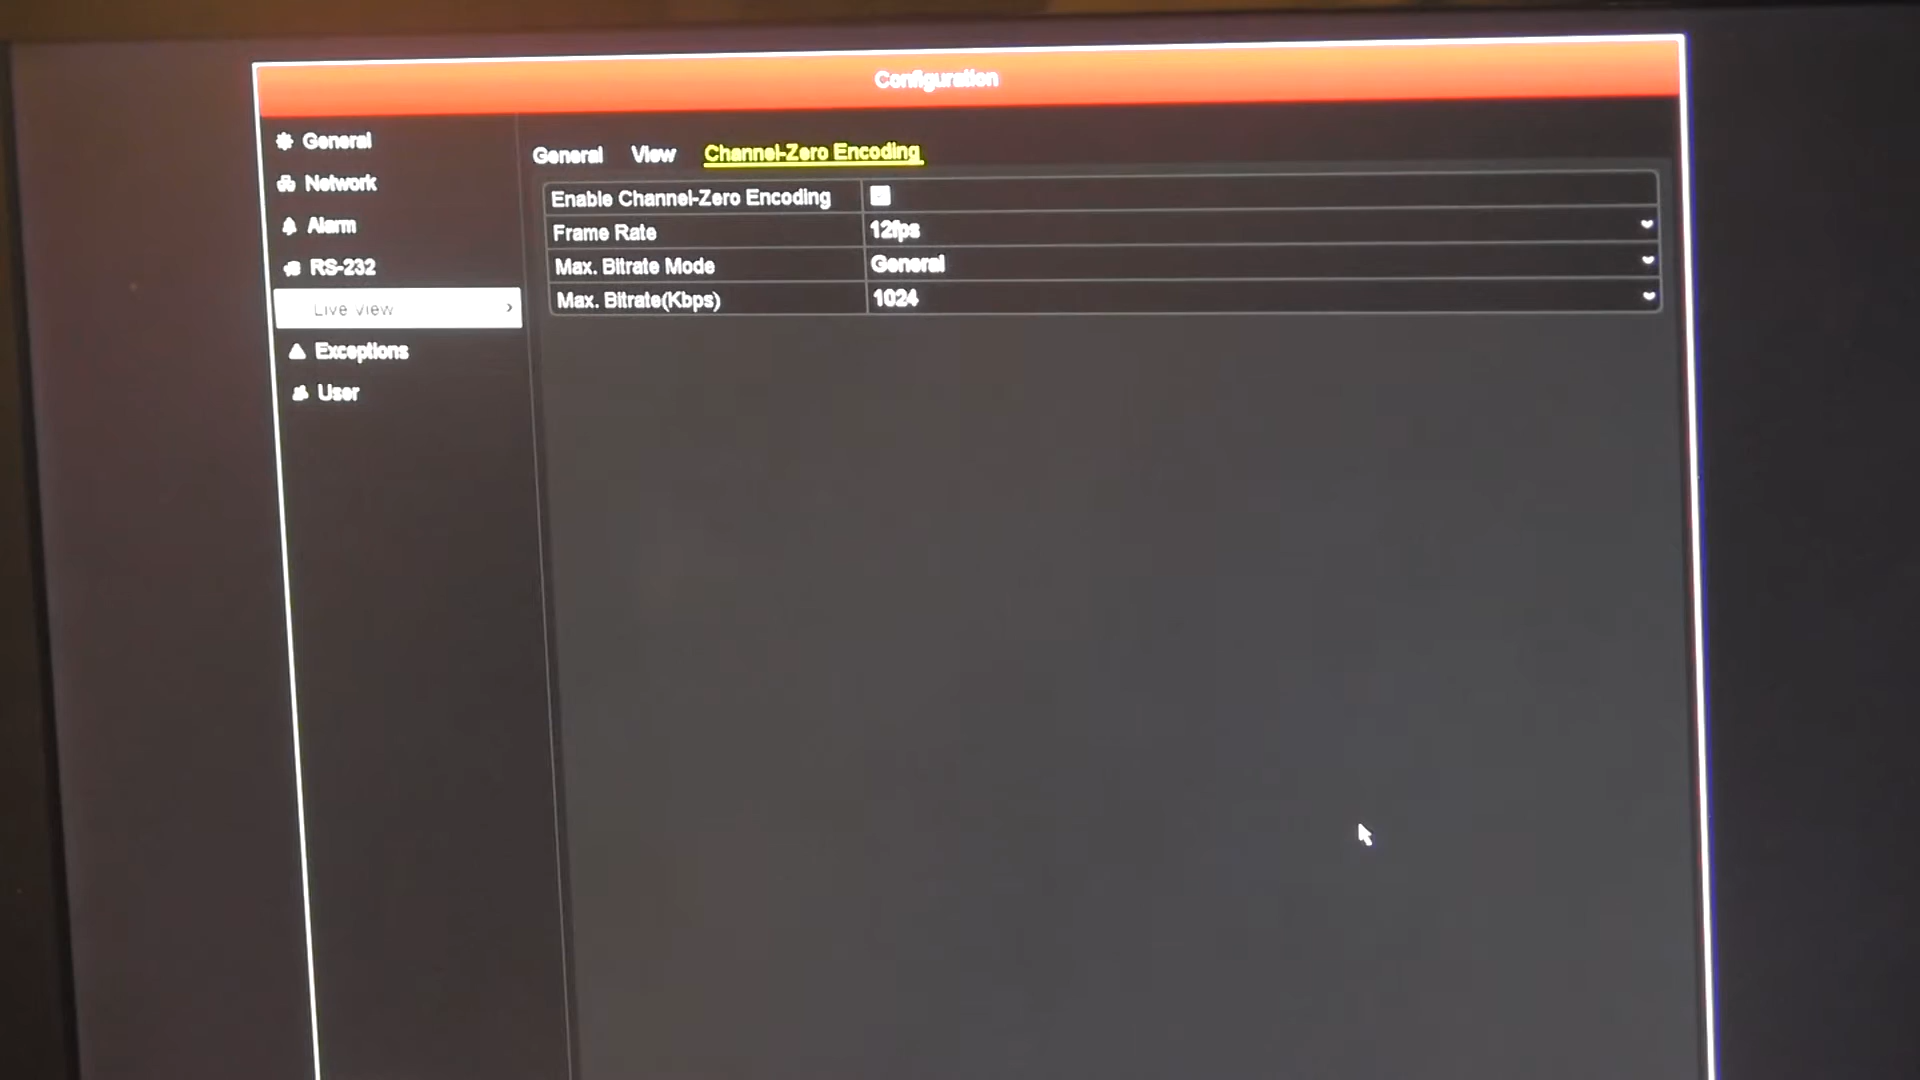 Configuration
General
Network
Alarm
RS-232
Live View
Exceptions
User
General View Channel-Zero Encoding
Enable Channel-Zero Encoding
Frame Rate 12fps
Max. Bitrate Mode General
Max. Bitrate(Kbps) 1024